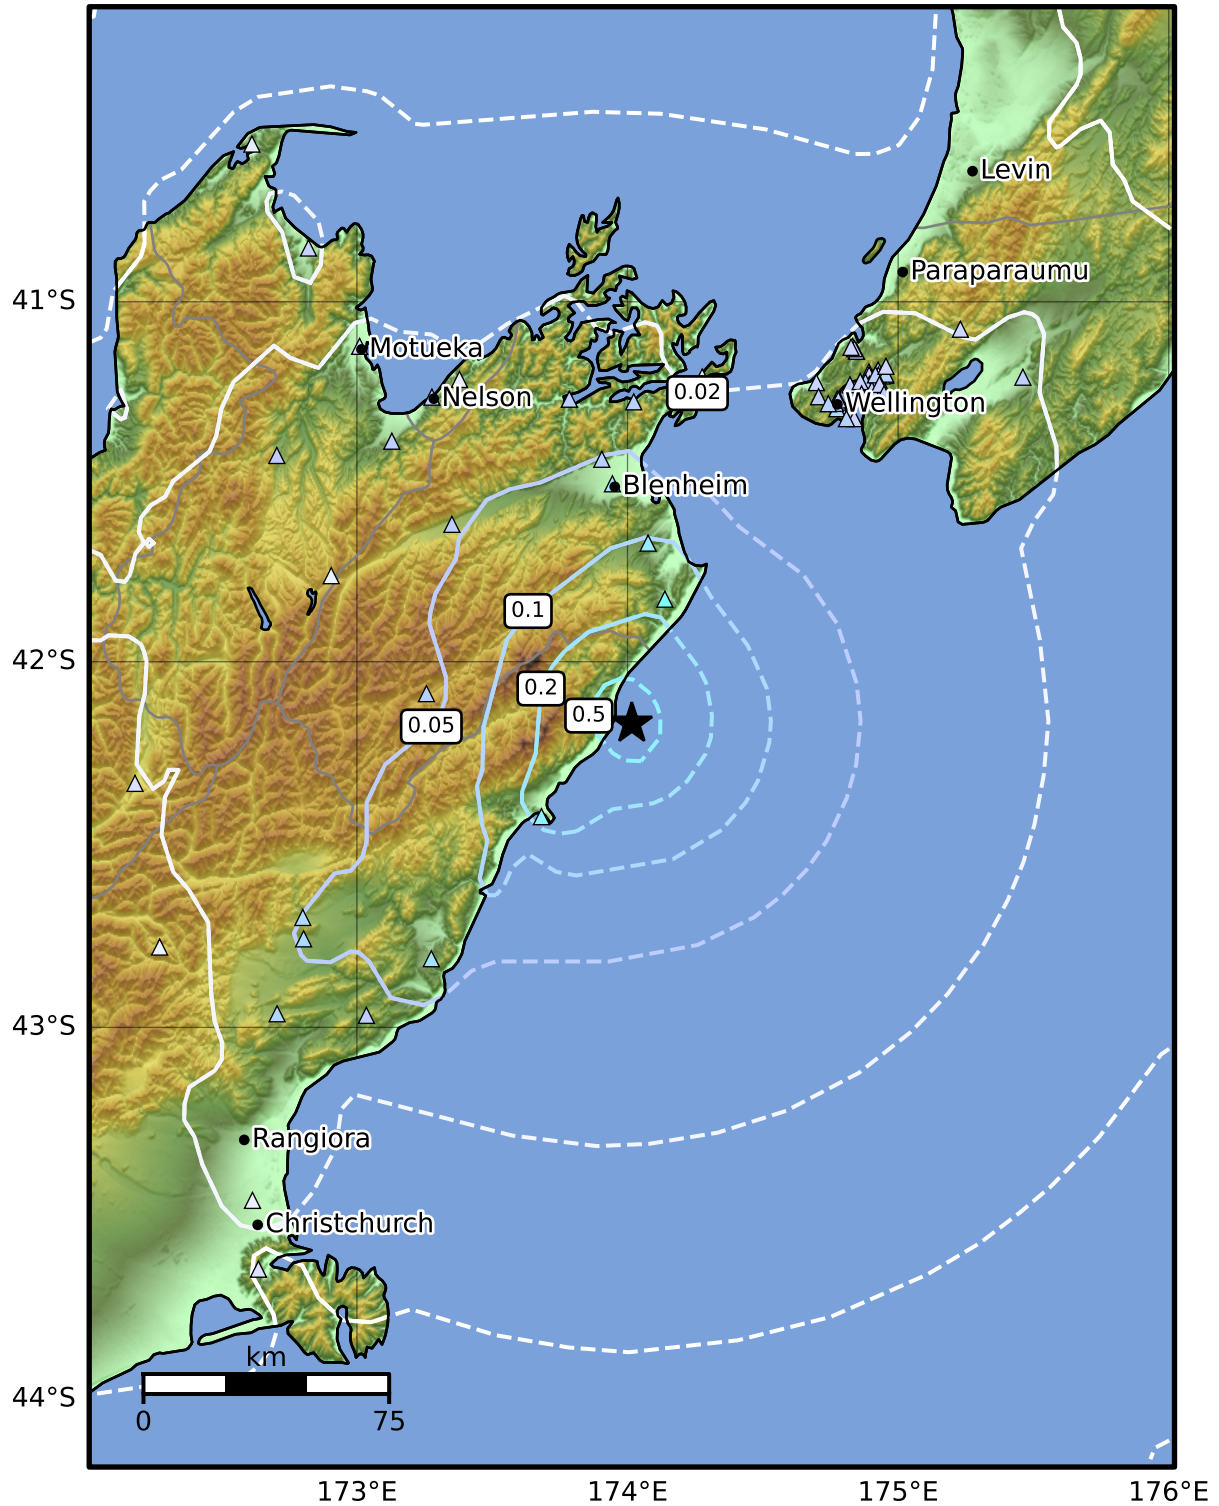 Levin
Paraparaumu
41°S
Motueka
Nelson
0.02
Wellington
Blenheim
0.1
42°S
0.2
0.5
0.05
43°S
Rangiora
Christchurch
km
44°S
0
75
173°E
174°E
175°E
176°E